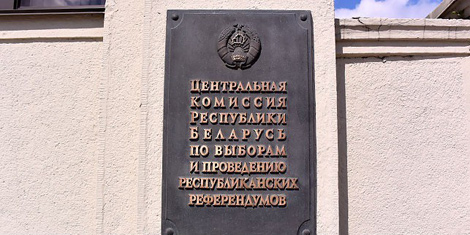 ЦЕНТРАЛЬНАЯ
КОМИССИЯ
РЕСПУБЛИКИ
БЕЛАРУСЬ
ПО ВЫБОРАМ
И ПРОВЕДЕНИЮ
РЕСПУБЛИКАНСКИХ
РЕФЕРЕНДУМОВ